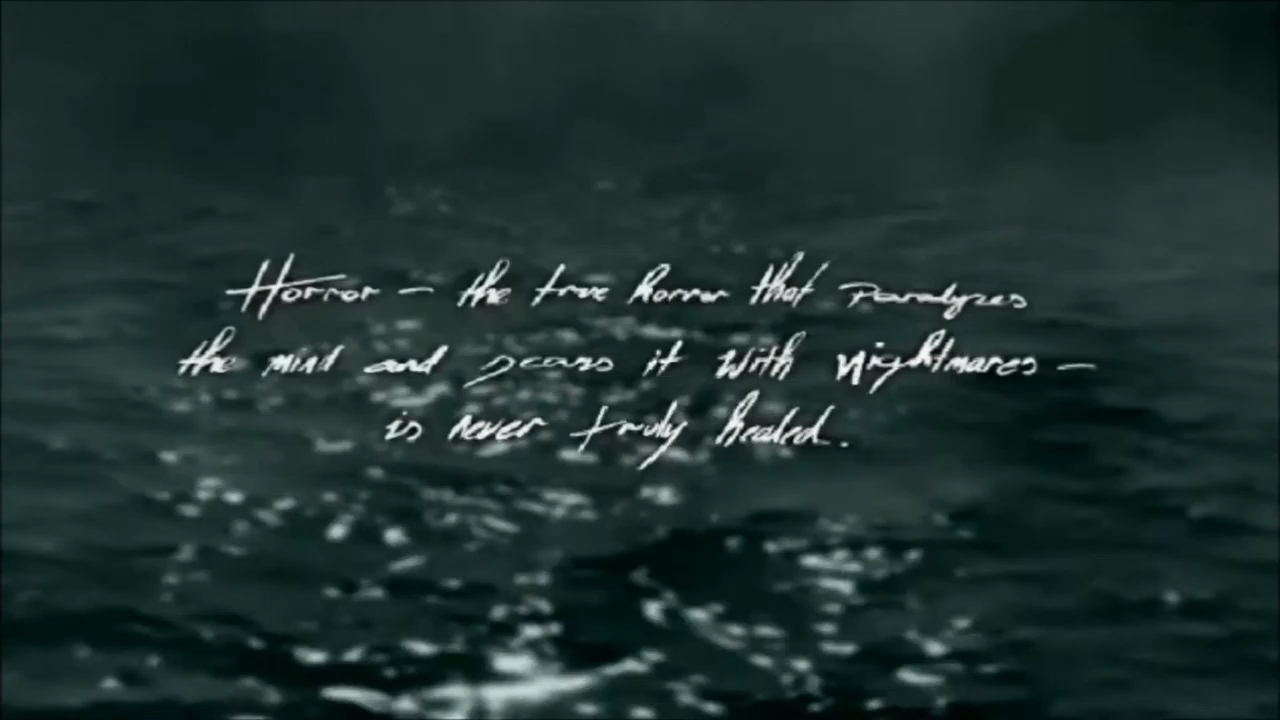 Horror – the true horror that paralyzes
the mind and scars it with nightmares –
is never truly healed.